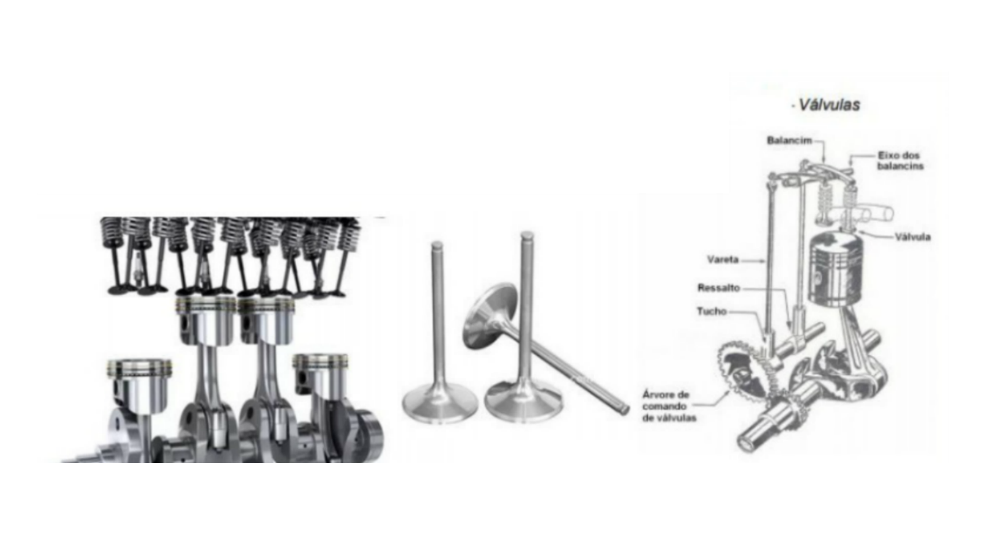 - Válvulas
Balancim
Eixo dos
balancins
Válvula
Vareta
Ressalto
Tucho
Árvore de
comando
de válvulas